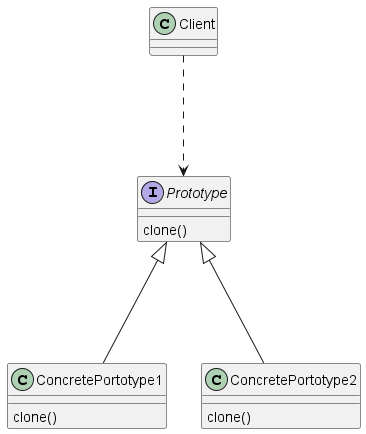 C Client
I Prototype
clone()
C ConcretePortotype1
clone()
C ConcretePortotype2
clone()